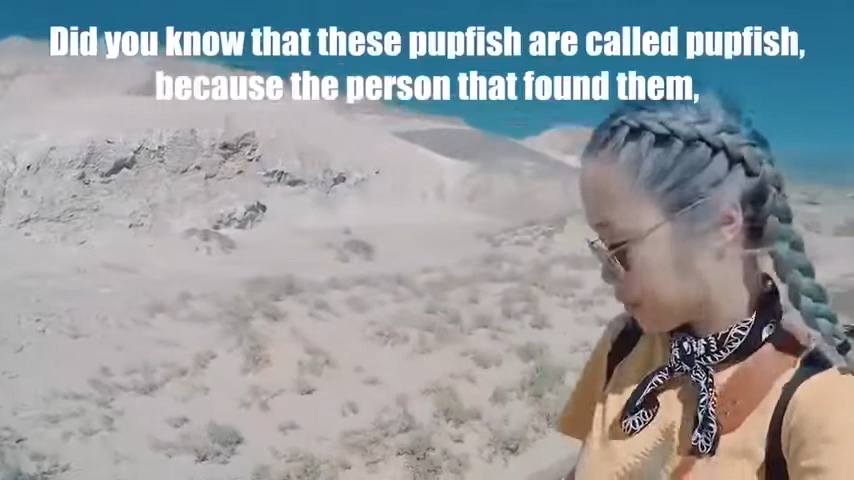 Did you know that these pupfish are called pupfish,
because the person that found them,